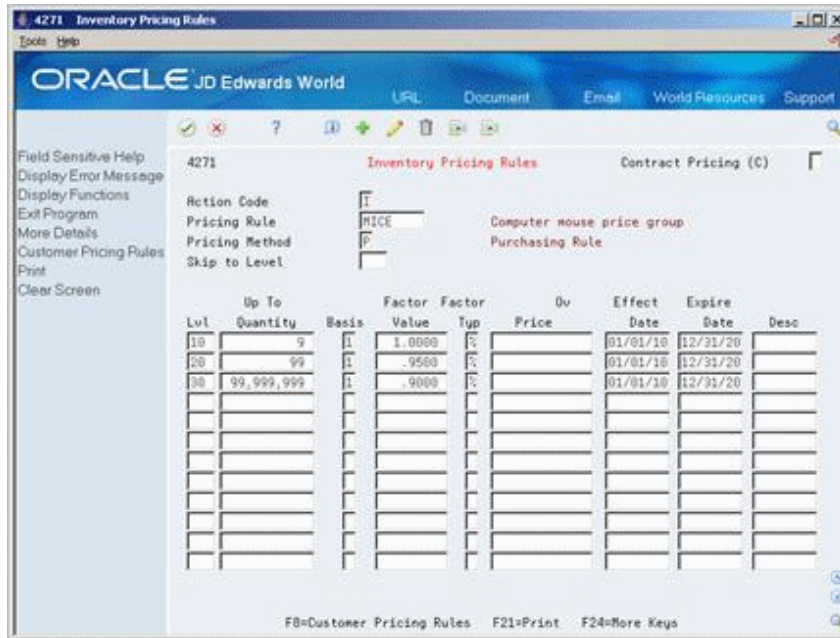 4271 Inventory Pricing Rules
Tools Help
ORACLE JD Edwards World
URL Document Email World Resources Support
Field Sensitive Help
Display Error Message
Display Functions
Exit Program
More Details
Customer Pricing Rules
Print
Clear Screen
4271 Inventory Pricing Rules Contract Pricing (C)
Action Code I
Pricing Rule MICE Computer mouse price group
Pricing Method P Purchasing Rule
Skip to Level
Up To Factor Factor Ov Effect Expire
Lvl Quantity Basis Value Typ Price Date Date Desc
10 9 1 1.0000 % 01/01/10 12/31/20
20 99 1 .9500 % 01/01/10 12/31/20
30 99,999,999 1 .9000 % 01/01/10 12/31/20
F8=Customer Pricing Rules F21=Print F24=More Keys